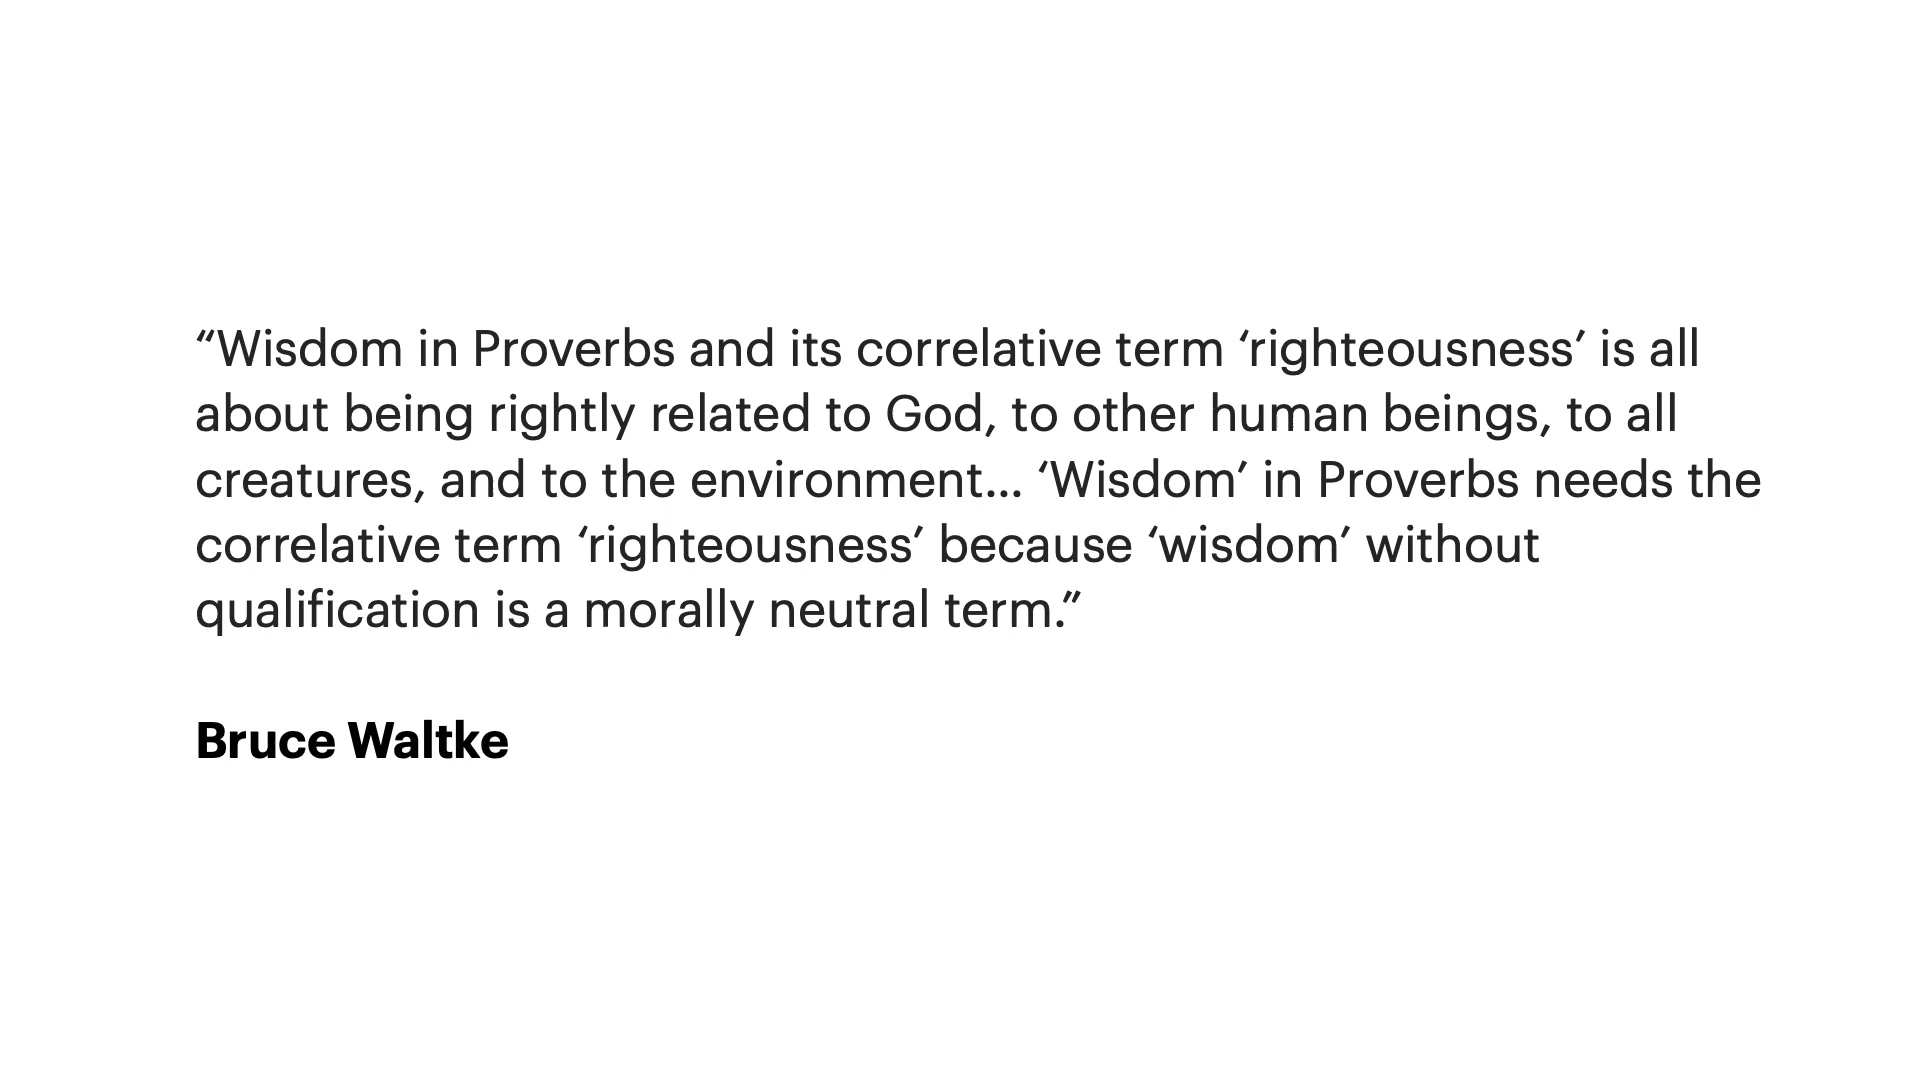 “Wisdom in Proverbs and its correlative term ‘righteousness’ is all
about being rightly related to God, to other human beings, to all
creatures, and to the environment... ‘Wisdom’ in Proverbs needs the
correlative term ‘righteousness’ because ‘wisdom’ without
qualification is a morally neutral term.”
Bruce Waltke